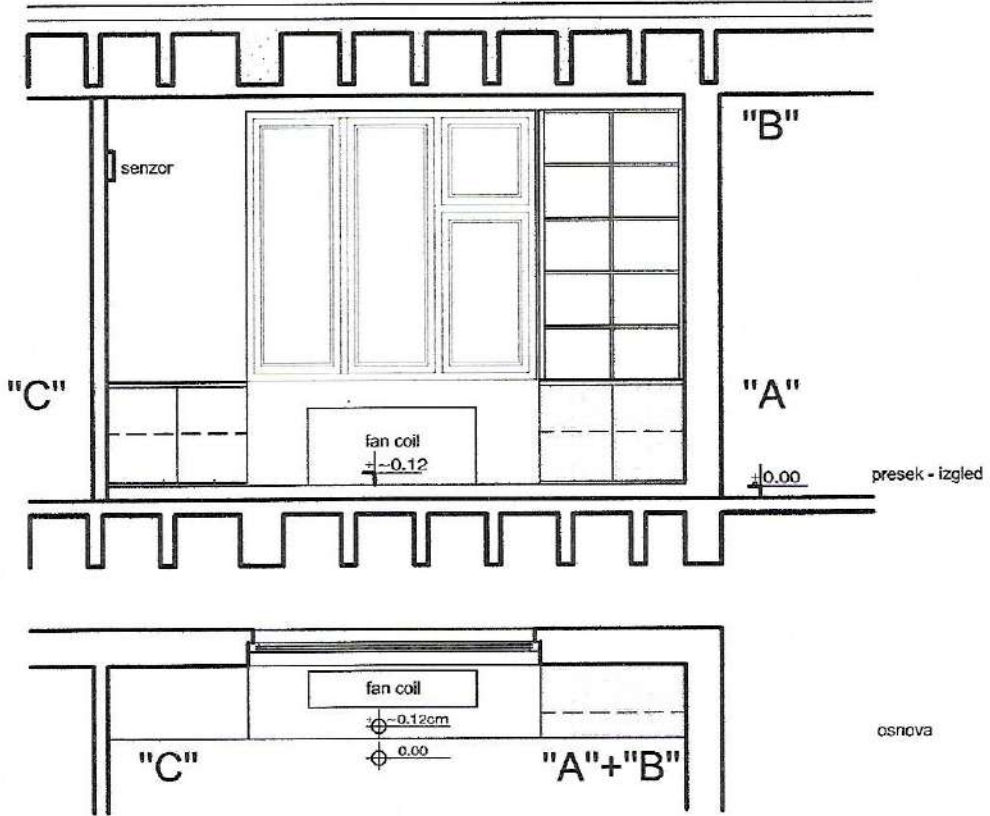 "B"
senzor
"C"
"A"
fan coil
±~0.12
±0.00
presek - izgled
fan coil
±~0.12cm
0.00
osnova
"C"
"A"+"B"